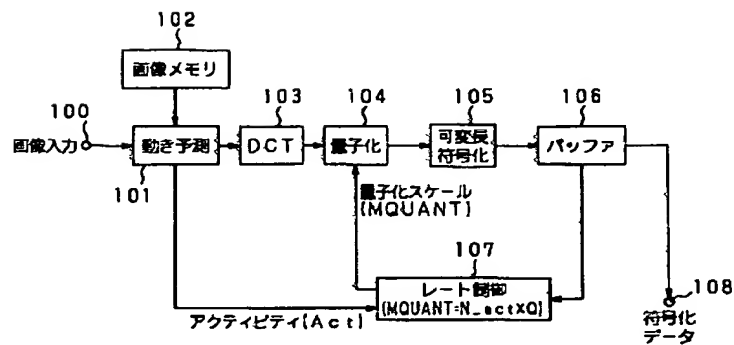 102
画像メモリ
100
画像入力
動き予測
101
103
DCT
104
量子化
105
可変長
符号化
106
バッファ
量子化スケール
(MQUANT)
107
レート制御
(MQUANT=N_act×Q)
アクティビティ(Act)
108
符号化
データ